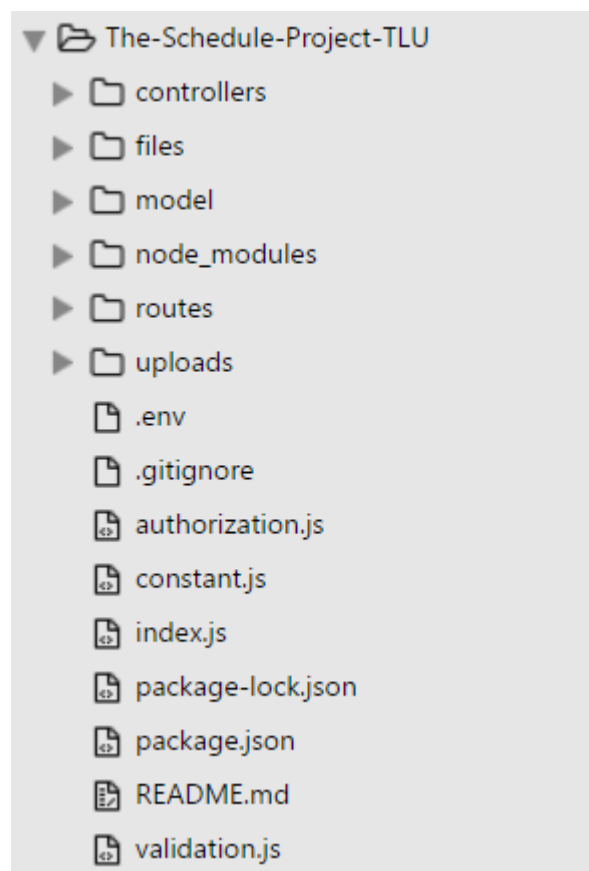 The-Schedule-Project-TLU
controllers
files
model
node_modules
routes
uploads
.env
.gitignore
authorization.js
constant.js
index.js
package-lock.json
package.json
README.md
validation.js